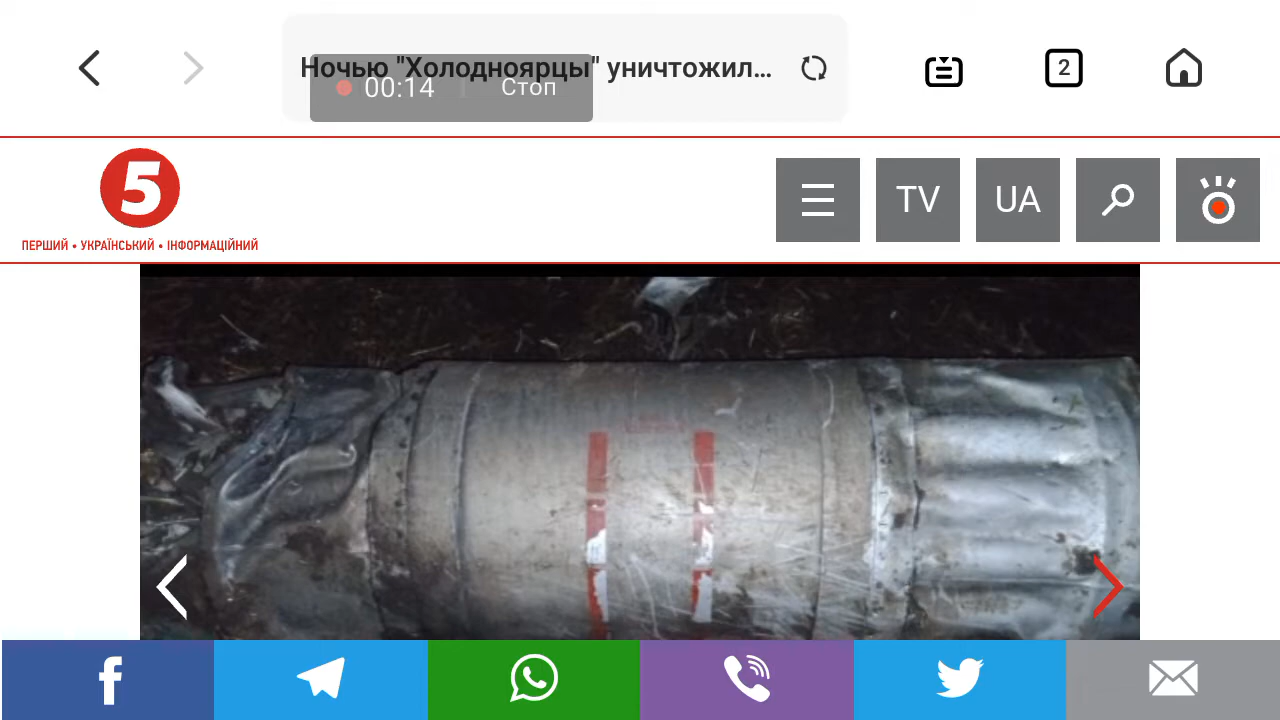 Ночью "Холодноярцы" уничтожил...
2
00:14
Стоп
5
TV
UA
ПЕРШИЙ • УКРАЇНСЬКИЙ • ІНФОРМАЦІЙНИЙ